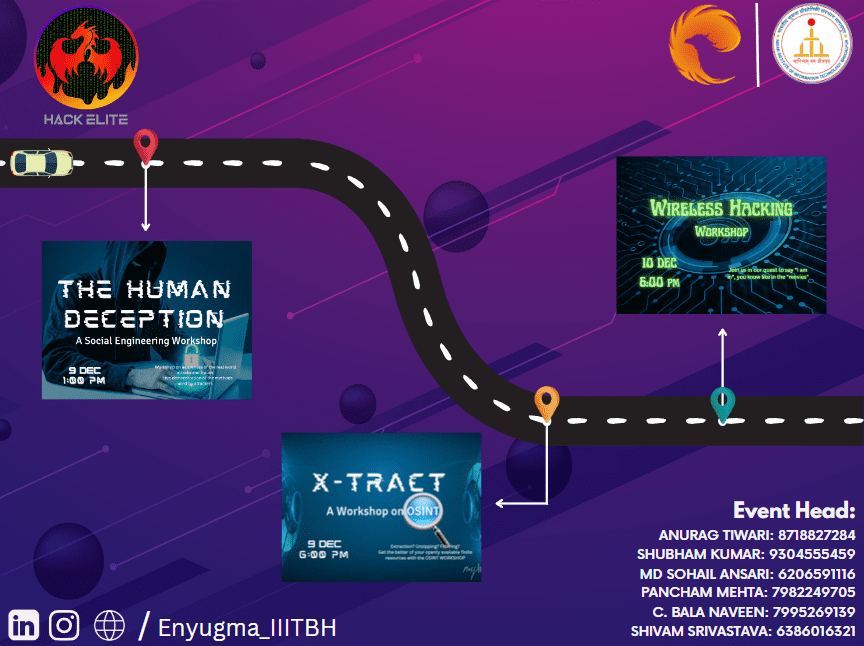 HACK ELITE
THE HUMAN
DECEPTION
A Social Engineering Workshop
9 DEC
1:00 PM
WIRELESS HACKING
WORKSHOP
10 DEC
6:00 PM
Join us in our quest to say "I am
in", you know like in the "movies"
X-TRACT
A Workshop on OSINT
9 DEC
6:00 PM
Extraction? Unzipping?
Get the better of your openly available finite
resources with the OSINT WORKSHOP
Event Head:
ANURAG TIWARI: 8718827284
SHUBHAM KUMAR: 9304555459
MD SOHAIL ANSARI: 6206591116
PANCHAM MEHTA: 7982249705
C. BALA NAVEEN: 7995269139
SHIVAM SRIVASTAVA: 6386016321
in / Enyugma_IIITBH